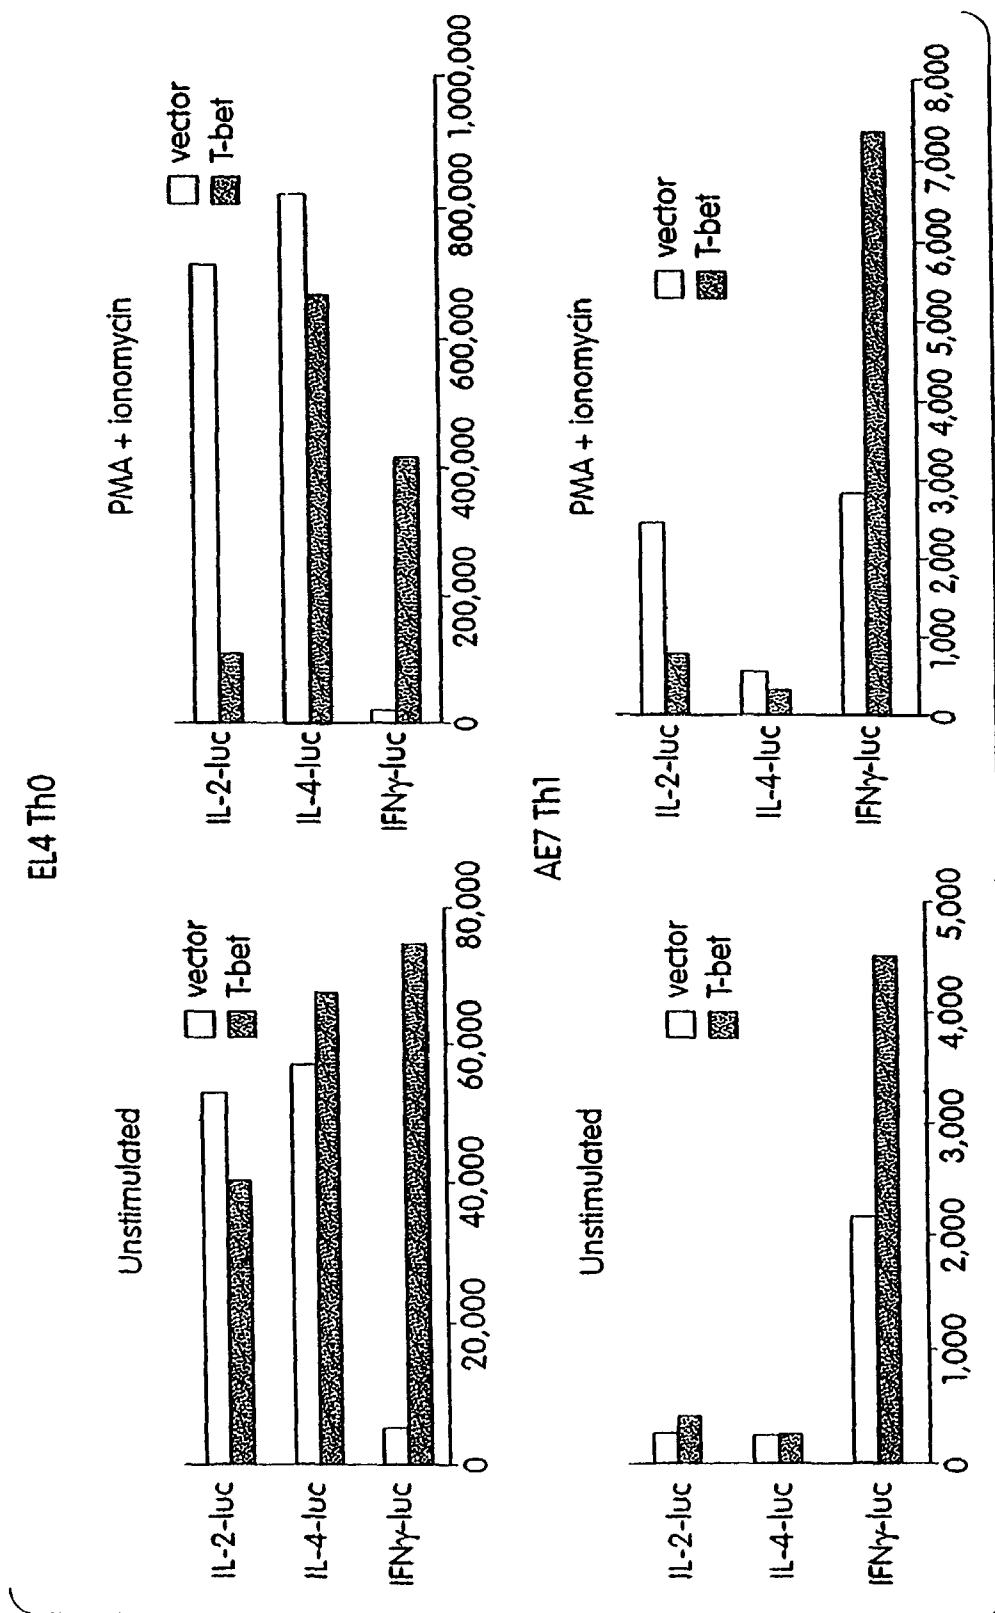 EL4 Th0
Unstimulated
vector
T-bet
IL-2-luc
IL-4-luc
IFNγ-luc
0 20,000 40,000 60,000 80,000
PMA + ionomycin
vector
T-bet
IL-2-luc
IL-4-luc
IFNγ-luc
0 200,000 400,000 600,000 800,000 1,000,000
AE7 Th1
Unstimulated
vector
T-bet
IL-2-luc
IL-4-luc
IFNγ-luc
0 1,000 2,000 3,000 4,000 5,000
PMA + ionomycin
vector
T-bet
IL-2-luc
IL-4-luc
IFNγ-luc
0 1,000 2,000 3,000 4,000 5,000 6,000 7,000 8,000